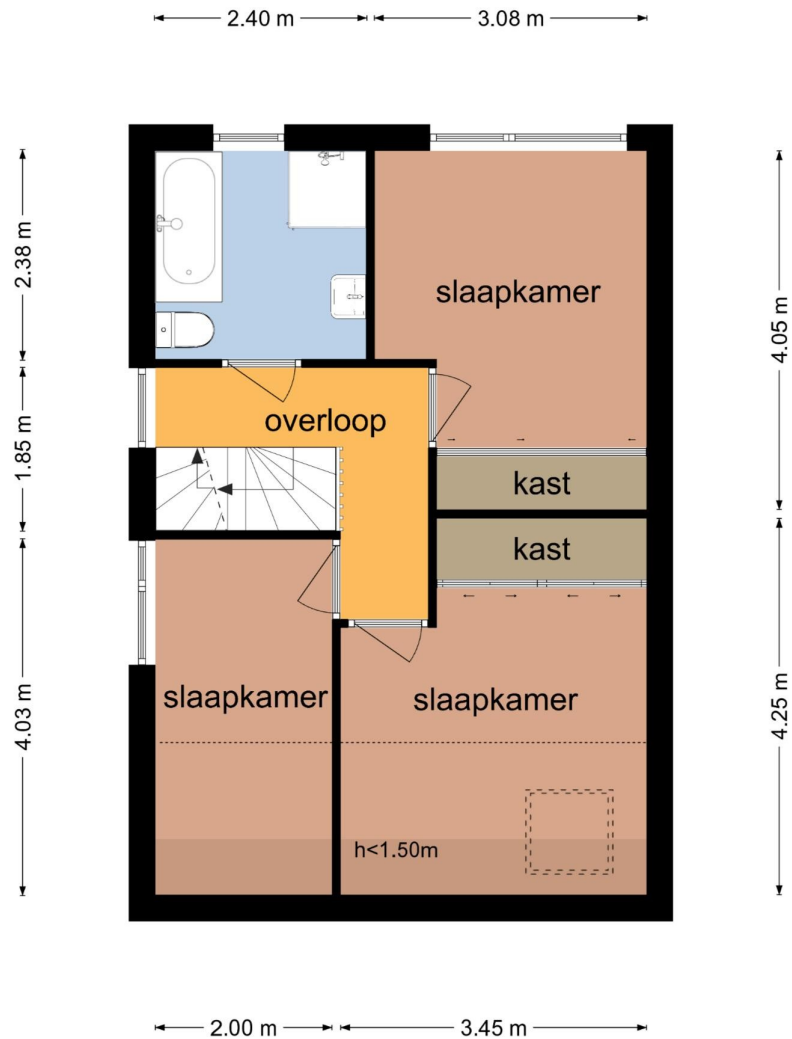 2.40 m
3.08 m
2.38 m
4.05 m
slaapkamer
overloop
1.85 m
kast
kast
slaapkamer
slaapkamer
4.03 m
4.25 m
h<1.50m
2.00 m
3.45 m